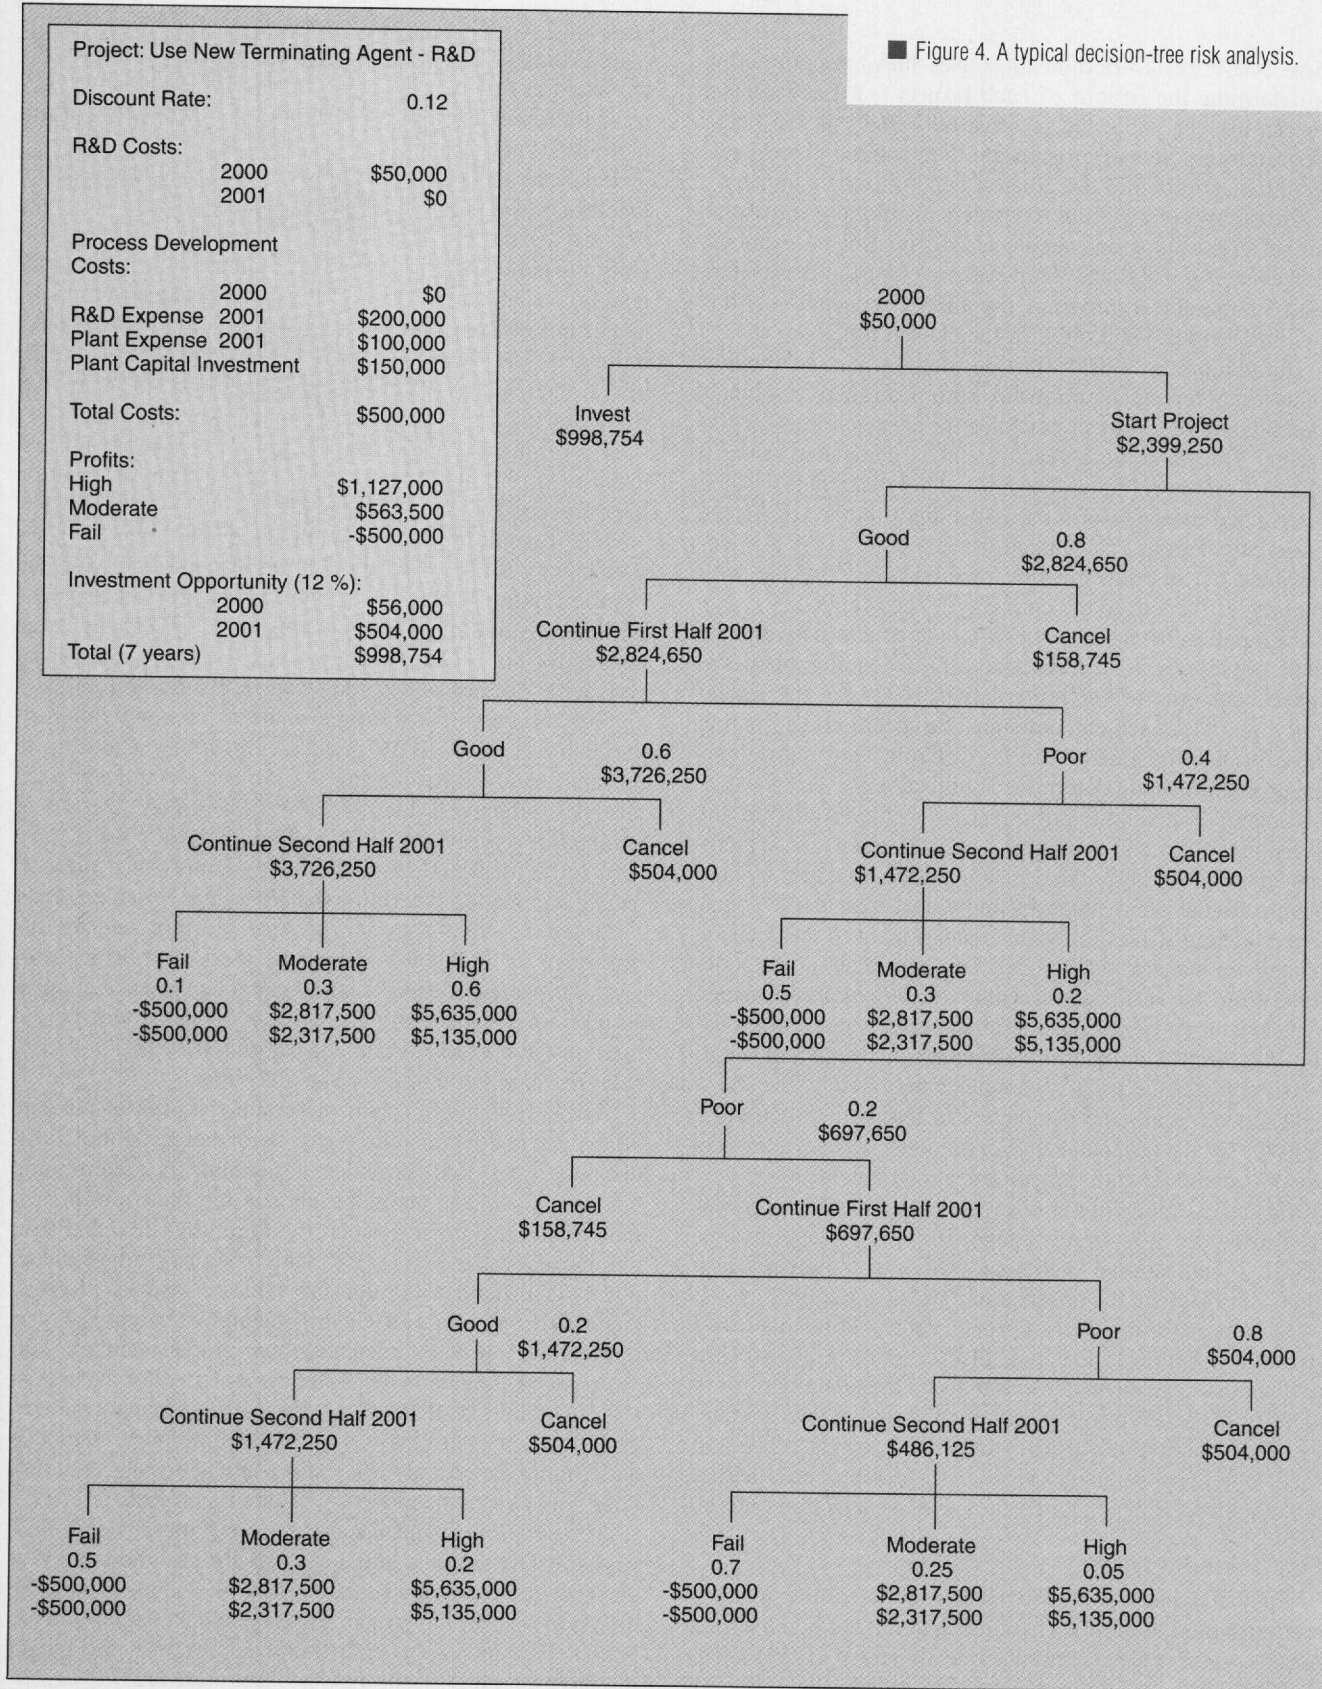 ■ Figure 4. A typical decision-tree risk analysis.
Project: Use New Terminating Agent - R&D
Discount Rate: 0.12
R&D Costs:
2000 $50,000
2001 $0
Process Development
Costs:
2000 $0
R&D Expense 2001 $200,000
Plant Expense 2001 $100,000
Plant Capital Investment $150,000
Total Costs: $500,000
Profits:
High $1,127,000
Moderate $563,500
Fail -$500,000
Investment Opportunity (12 %):
2000 $56,000
2001 $504,000
Total (7 years) $998,754
2000
$50,000
Invest
$998,754
Start Project
$2,399,250
Good 0.8
$2,824,650
Continue First Half 2001
$2,824,650
Cancel
$158,745
Good 0.6
$3,726,250
Poor 0.4
$1,472,250
Continue Second Half 2001
$3,726,250
Cancel
$504,000
Continue Second Half 2001
$1,472,250
Cancel
$504,000
Fail Moderate High
0.1 0.3 0.6
-$500,000 $2,817,500 $5,635,000
-$500,000 $2,317,500 $5,135,000
Fail Moderate High
0.5 0.3 0.2
-$500,000 $2,817,500 $5,635,000
-$500,000 $2,317,500 $5,135,000
Poor 0.2
$697,650
Cancel
$158,745
Continue First Half 2001
$697,650
Good 0.2
$1,472,250
Poor 0.8
$504,000
Continue Second Half 2001
$1,472,250
Cancel
$504,000
Continue Second Half 2001
$486,125
Cancel
$504,000
Fail Moderate High
0.5 0.3 0.2
-$500,000 $2,817,500 $5,635,000
-$500,000 $2,317,500 $5,135,000
Fail Moderate High
0.7 0.25 0.05
-$500,000 $2,817,500 $5,635,000
-$500,000 $2,317,500 $5,135,000